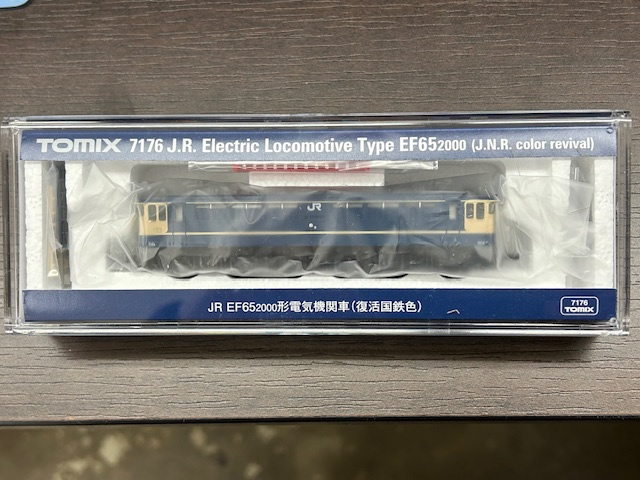 TOMIX 7176 J.R. Electric Locomotive Type EF652000 (J.N.R. color revival)
JR
JR EF652000形電気機関車(復活国鉄色)
7176
TOMIX